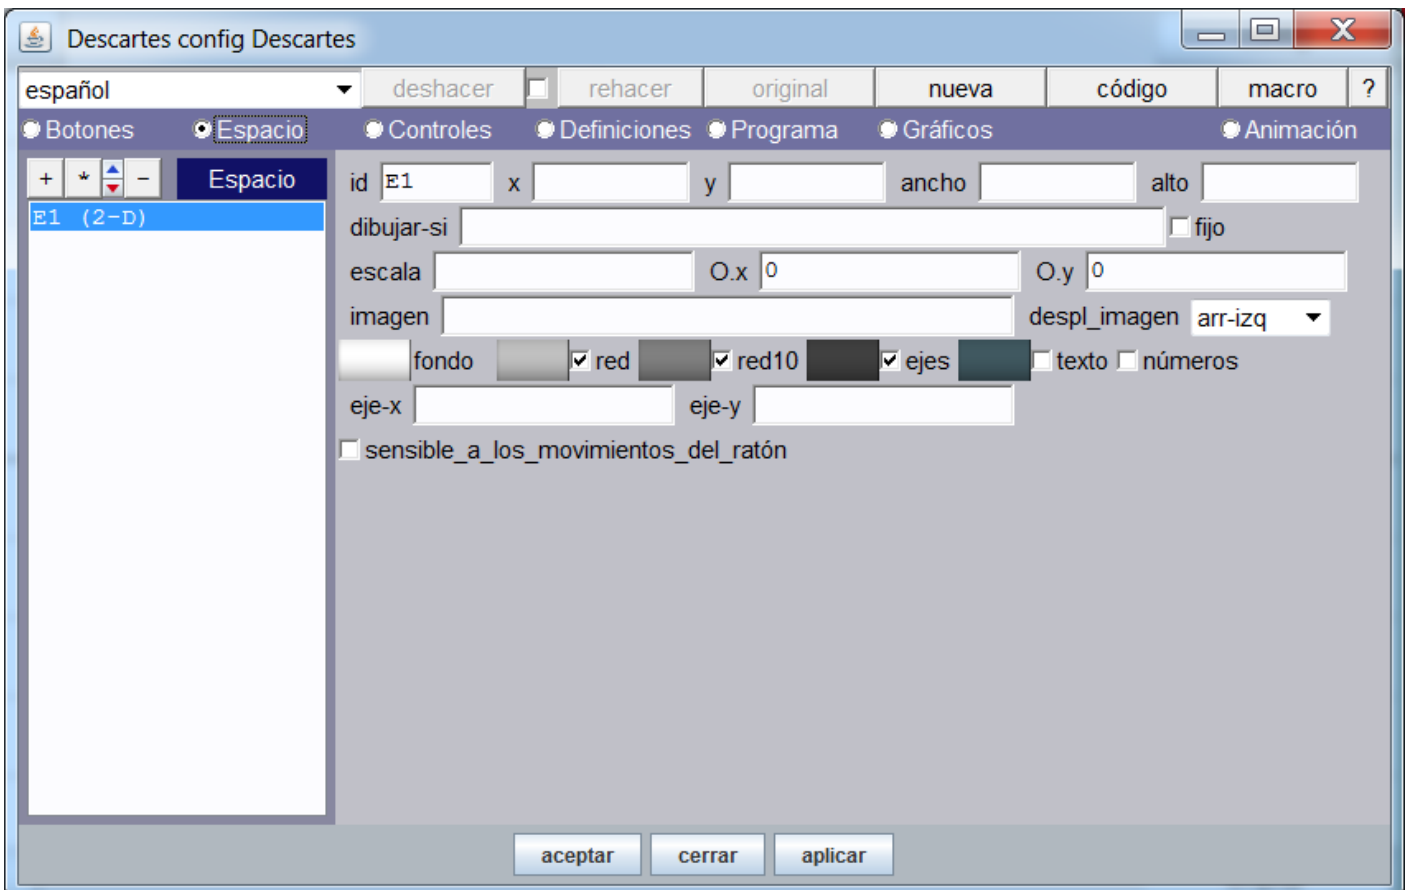 Descartes config Descartes
español deshacer rehacer original nueva código macro ?
Botones Espacio Controles Definiciones Programa Gráficos Animación
+ * - Espacio id E1 x y ancho alto
E1 (2-D)
dibujar-si fijo
escala O.x 0 O.y 0
imagen despl_imagen arr-izq
fondo red red10 ejes texto números
eje-x eje-y
sensible_a_los_movimientos_del_ratón
aceptar cerrar aplicar